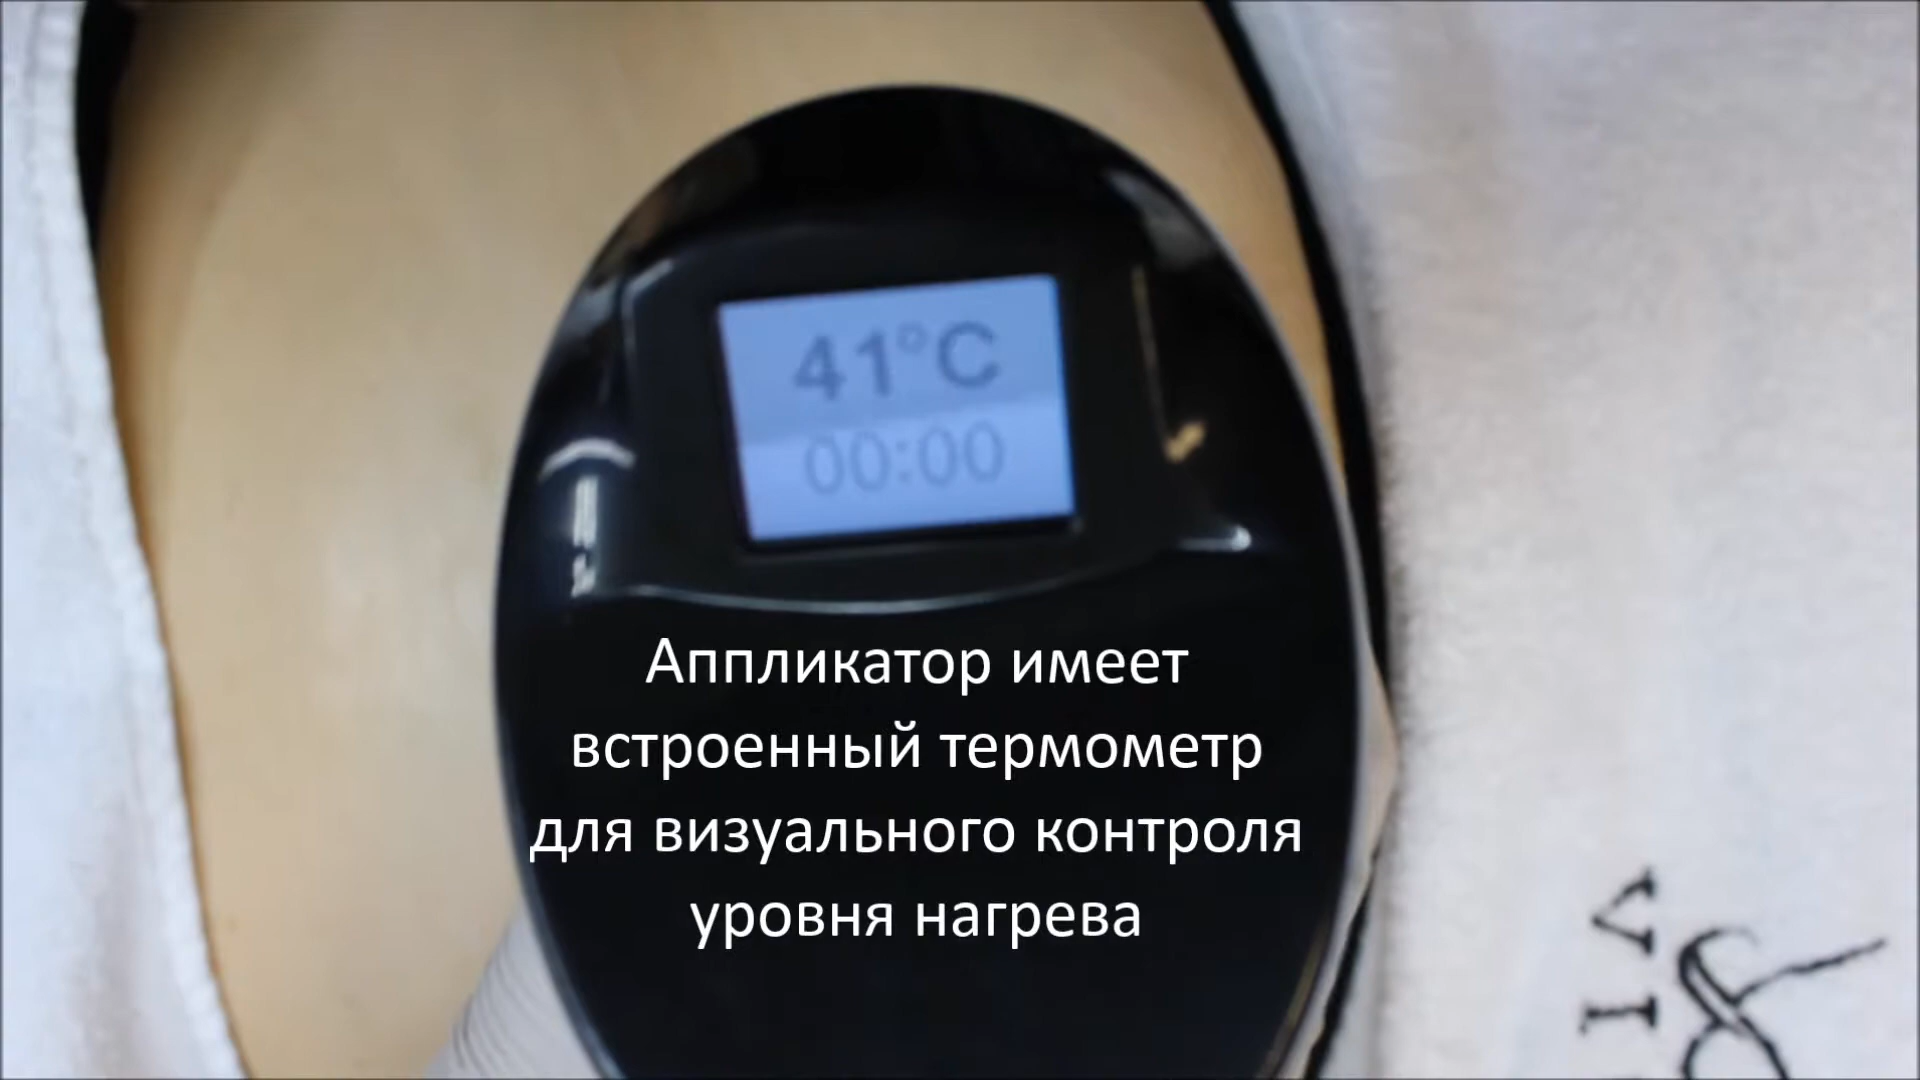 41°C
00:00
Аппликатор имеет
встроенный термометр
для визуального контроля
уровня нагрева